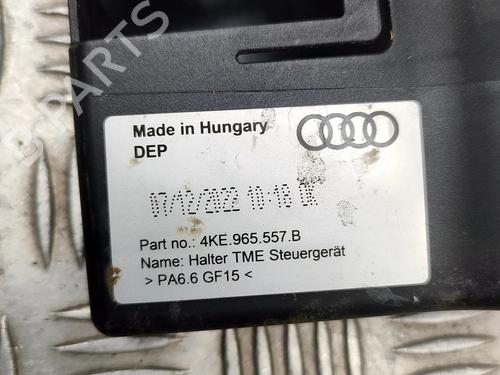 B-PARTS
Made in Hungary
DEP
07/12/2022 10:18 OK
Part no.: 4KE.965.557.B
Name: Halter TME Steuergerät
> PA6.6 GF15 <